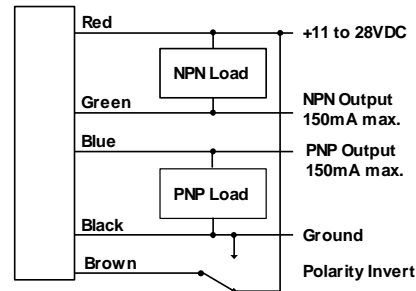 Red
+11 to 28VDC
NPN Load
Green
NPN Output
150mA max.
Blue
PNP Output
150mA max.
PNP Load
Black
Ground
Brown
Polarity Invert